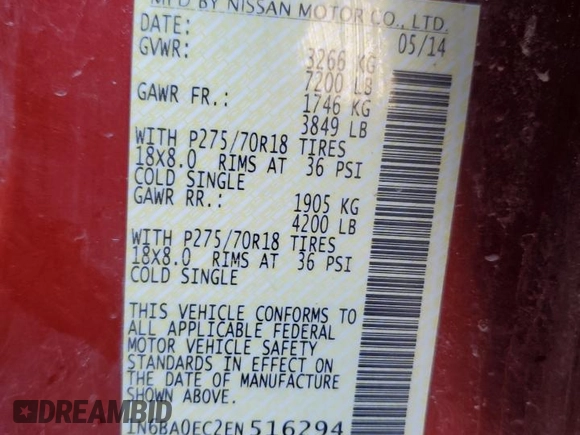 MFD BY NISSAN MOTOR CO., LTD.
DATE: 05/14
GVWR: 3266 KG
7200 LB
GAWR FR.: 1746 KG
3849 LB
WITH P275/70R18 TIRES
18X8.0 RIMS AT 36 PSI
COLD SINGLE
GAWR RR.: 1905 KG
4200 LB
WITH P275/70R18 TIRES
18X8.0 RIMS AT 36 PSI
COLD SINGLE
THIS VEHICLE CONFORMS TO
ALL APPLICABLE FEDERAL
MOTOR VEHICLE SAFETY
STANDARDS IN EFFECT ON
THE DATE OF MANUFACTURE
SHOWN ABOVE.
1N6BA0EC2EN516294
DREAMBID